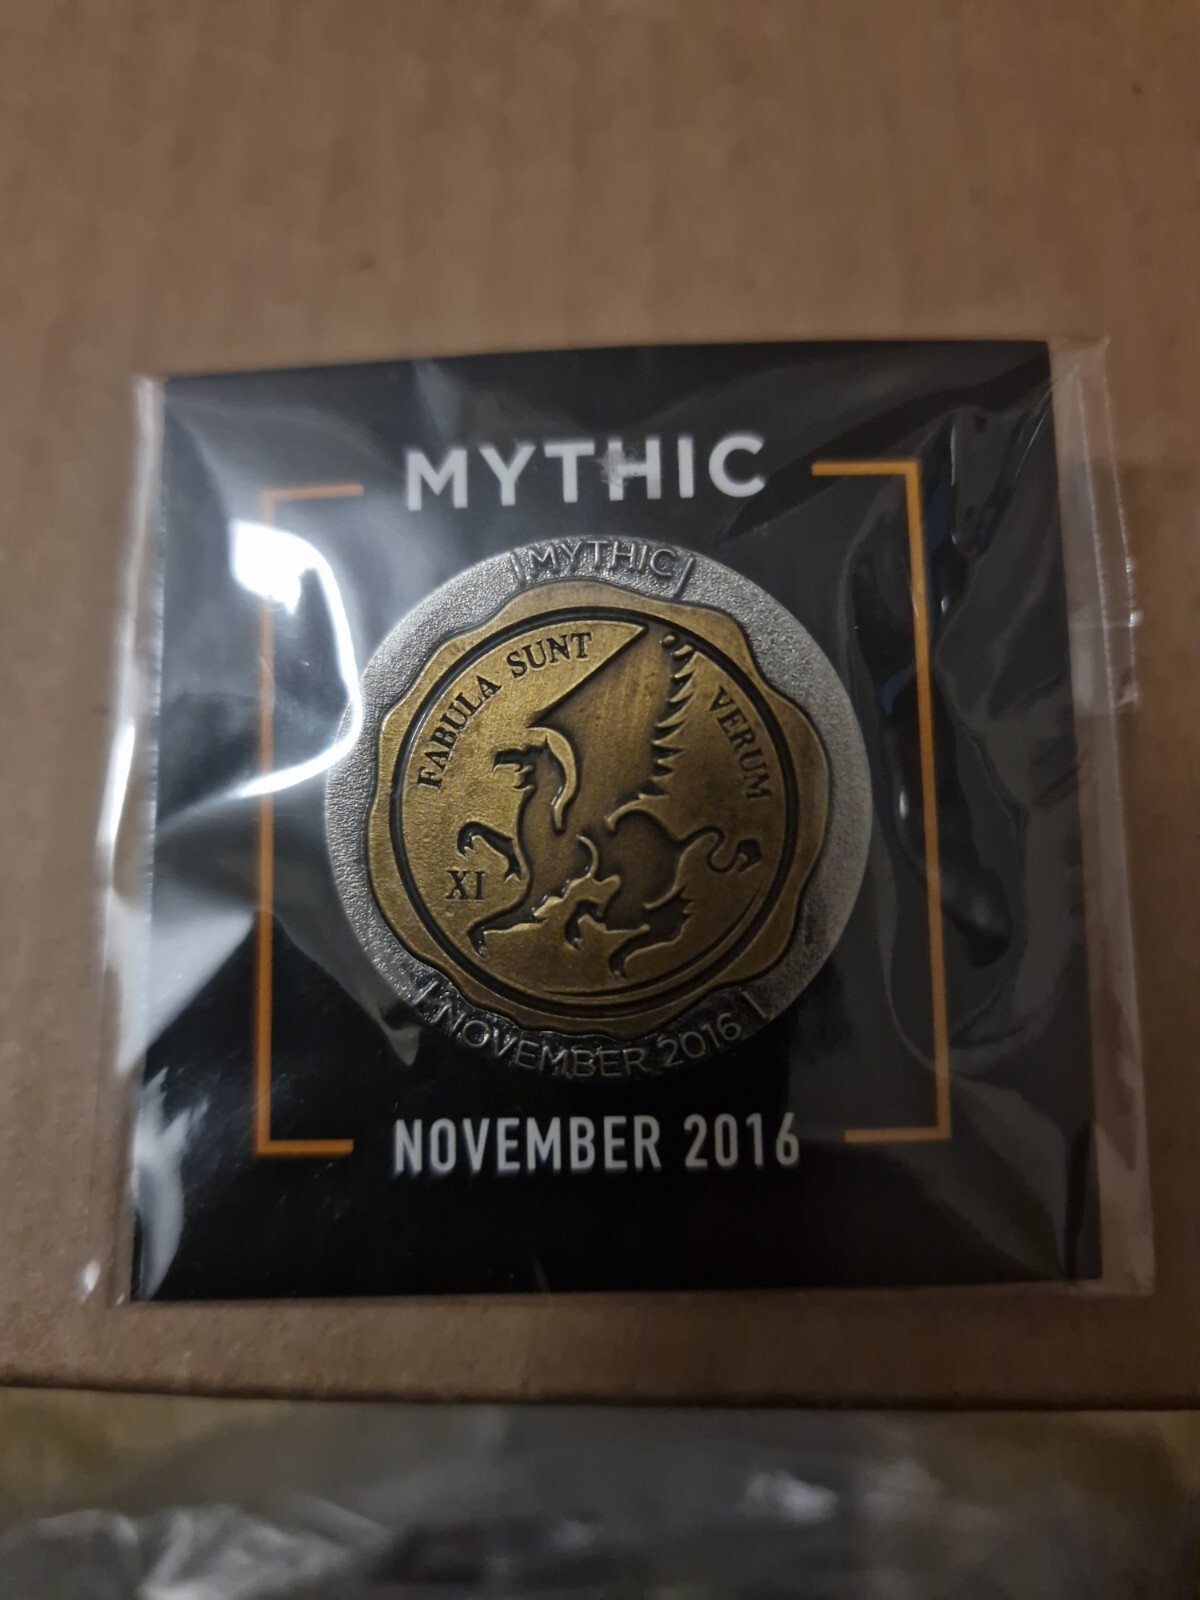 MYTHIC
MYTHIC
FABULA SUNT VERUM
XI
NOVEMBER 2016
NOVEMBER 2016